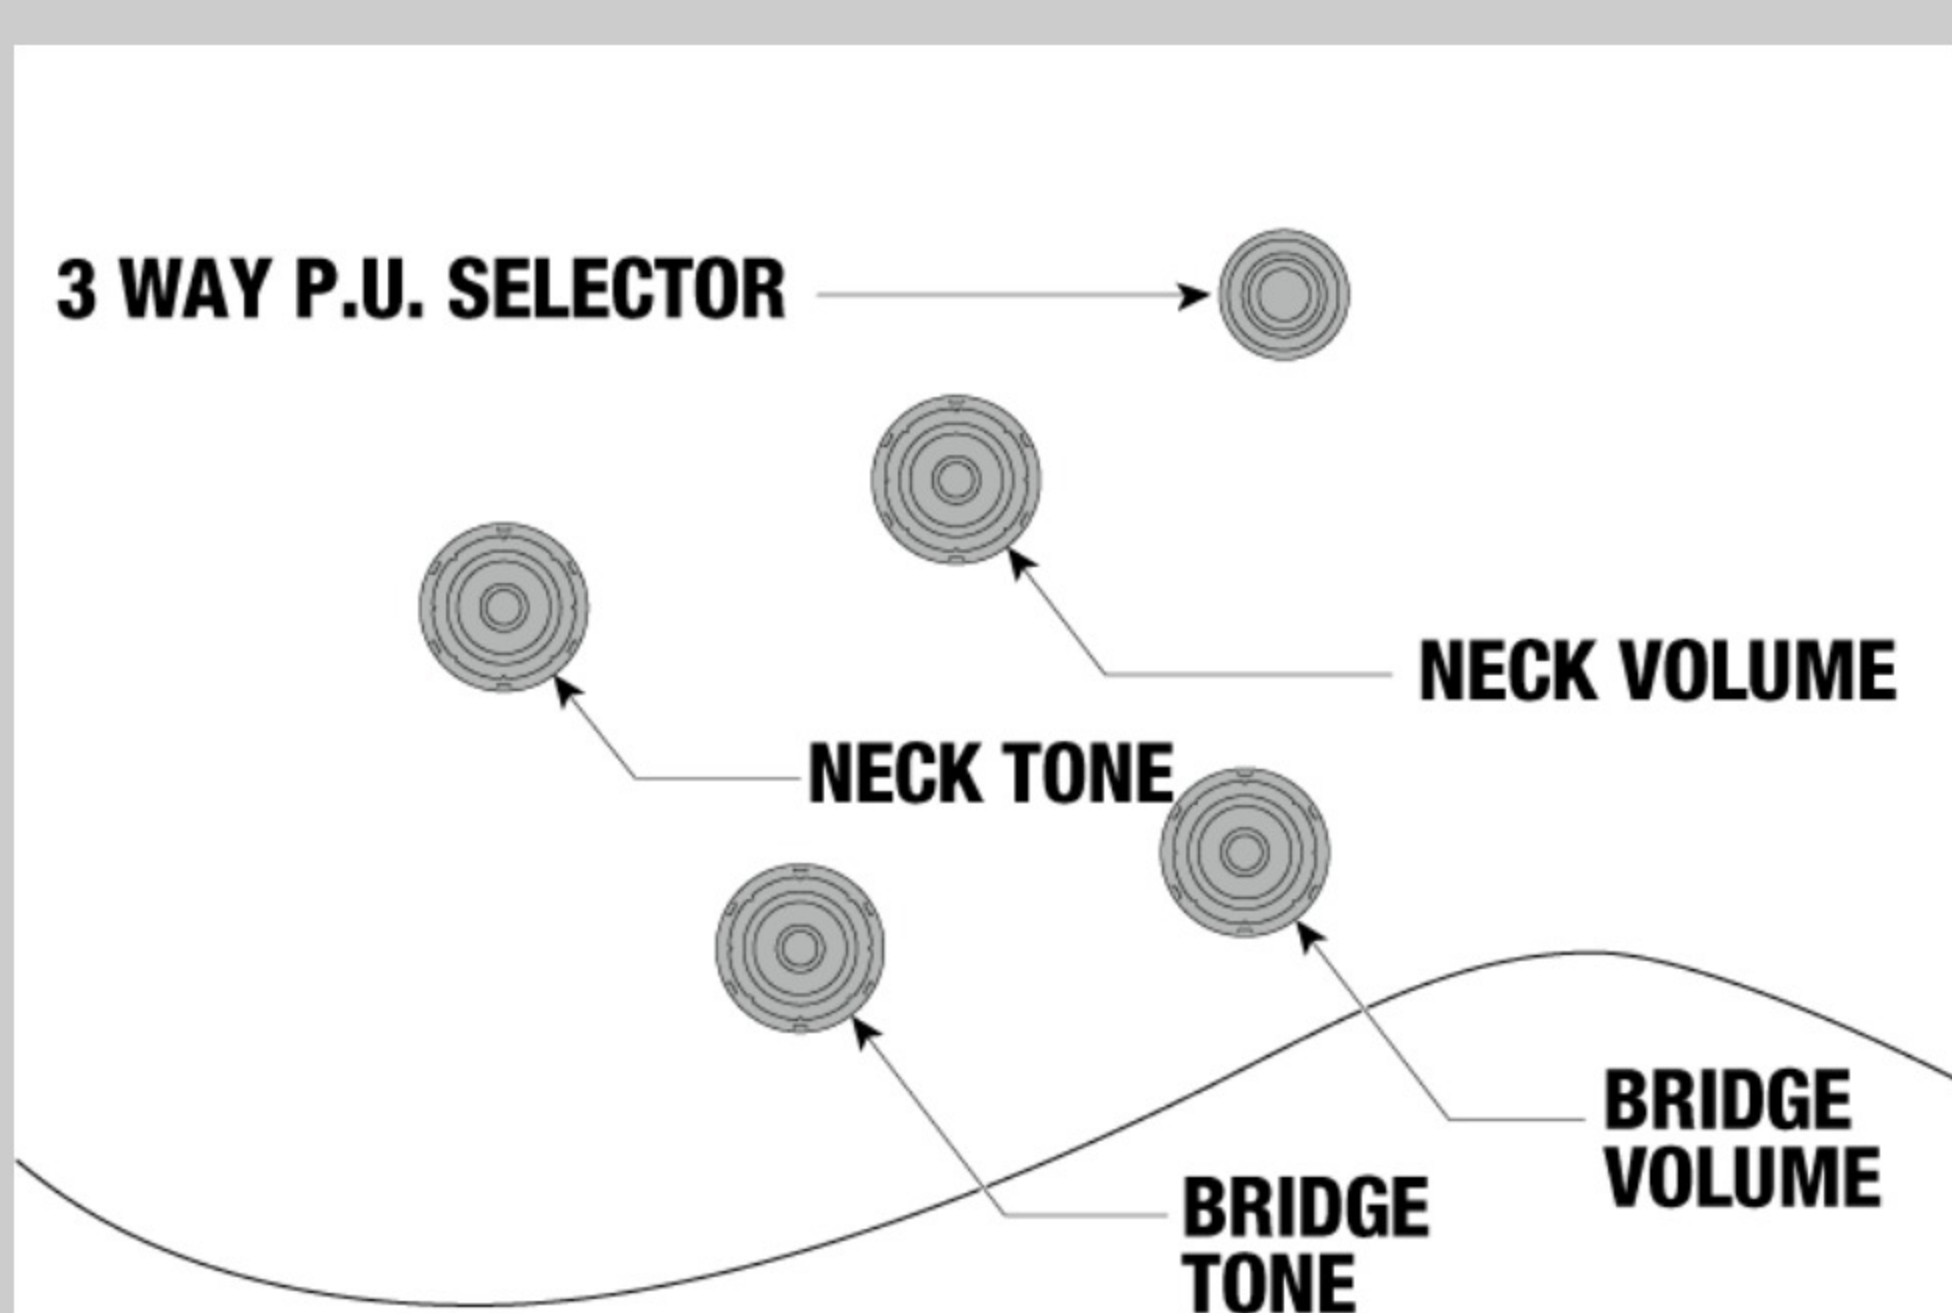 3 WAY P.U. SELECTOR
NECK VOLUME
NECK TONE
BRIDGE
VOLUME
BRIDGE
TONE